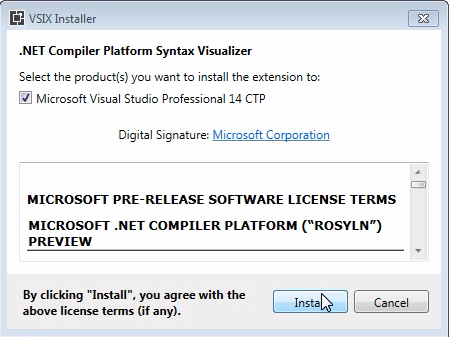 VSIX Installer
.NET Compiler Platform Syntax Visualizer
Select the product(s) you want to install the extension to:
Microsoft Visual Studio Professional 14 CTP
Digital Signature: Microsoft Corporation
MICROSOFT PRE-RELEASE SOFTWARE LICENSE TERMS
MICROSOFT .NET COMPILER PLATFORM (“ROSYLN”)
PREVIEW
By clicking "Install", you agree with the
above license terms (if any).
Install
Cancel